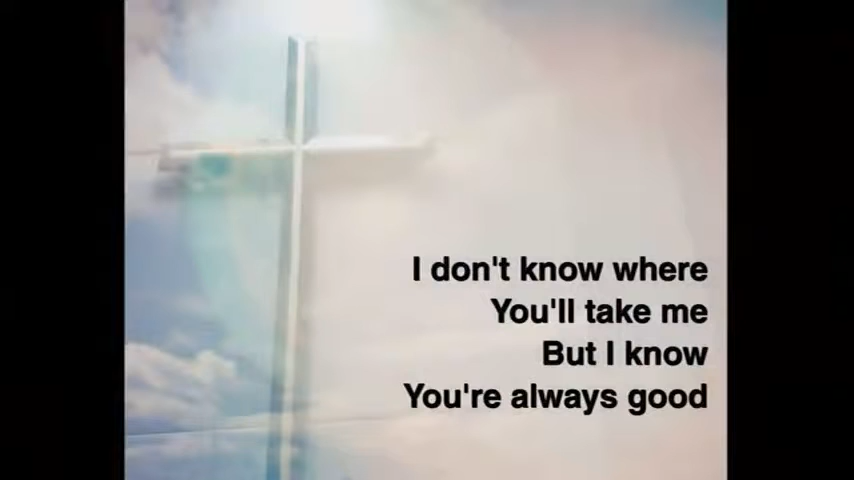 I don't know where
You'll take me
But I know
You're always good